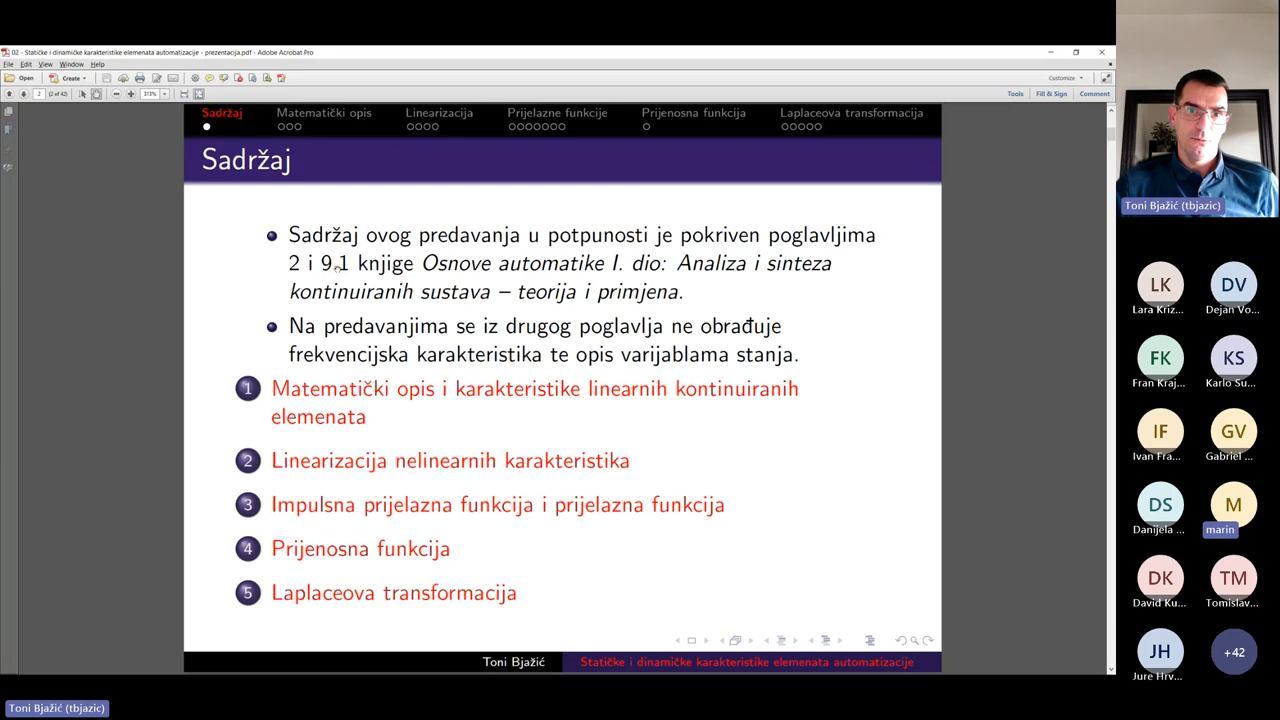 02 - Statičke i dinamičke karakteristike elemenata automatizacije - prezentacija.pdf - Adobe Acrobat Pro
File Edit View Window Help
Open Create Customize
2 (2 of 42) 313% Tools Fill & Sign Comment
Sadržaj Matematički opis Linearizacija Prijelazne funkcije Prijenosna funkcija Laplaceova transformacija
Sadržaj
Sadržaj ovog predavanja u potpunosti je pokriven poglavljima
2 i 9.1 knjige Osnove automatike I. dio: Analiza i sinteza
kontinuiranih sustava – teorija i primjena.
Na predavanjima se iz drugog poglavlja ne obrađuje
frekvencijska karakteristika te opis varijablama stanja.
1 Matematički opis i karakteristike linearnih kontinuiranih
elemenata
2 Linearizacija nelinearnih karakteristika
3 Impulsna prijelazna funkcija i prijelazna funkcija
4 Prijenosna funkcija
5 Laplaceova transformacija
Toni Bjažić Statičke i dinamičke karakteristike elemenata automatizacije
Toni Bjažić (tbjazic)
Toni Bjažić (tbjazic)
LK DV
Lara Kriz... Dejan Vo...
FK KS
Fran Kraj... Karlo Su...
IF GV
Ivan Fra... Gabriel ...
DS M
Danijela ... marin
DK TM
David Ku... Tomislav...
JH +42
Jure Hrv...